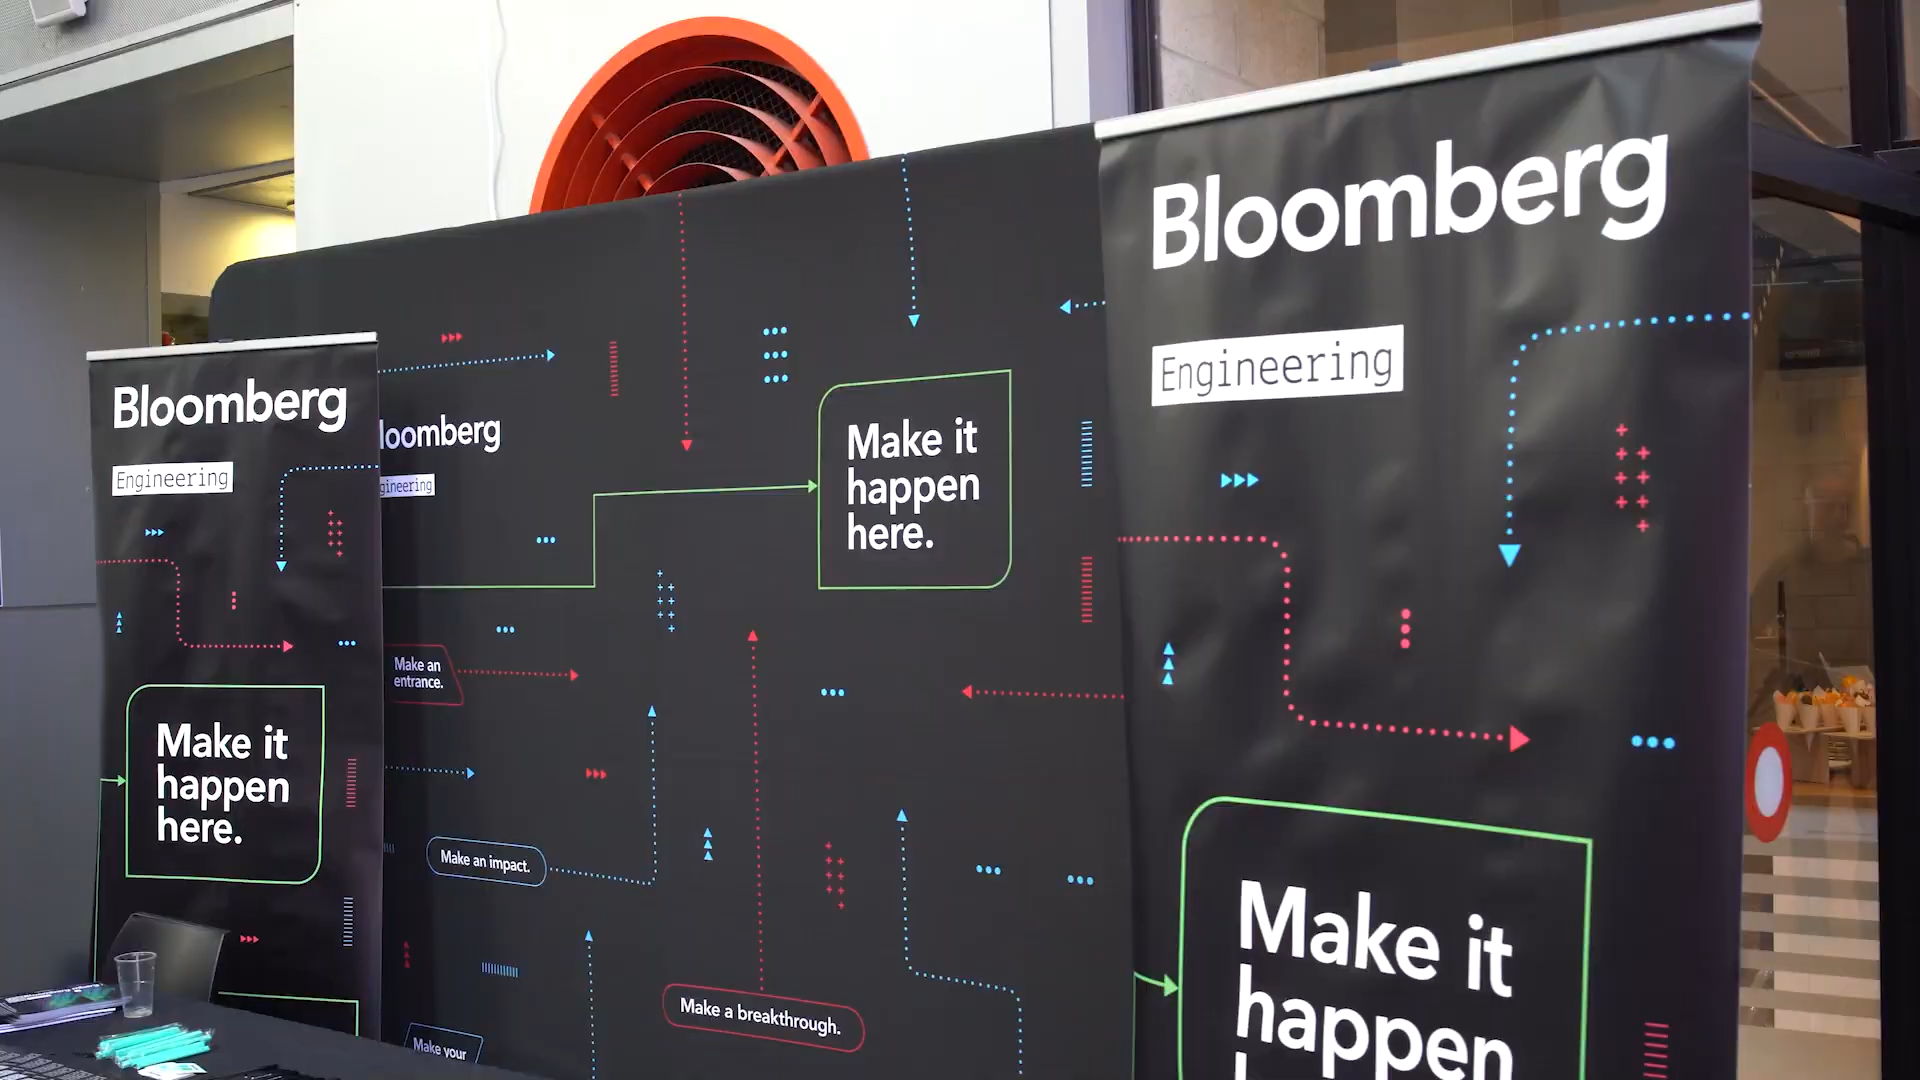 Bloomberg
Engineering
Make it
happen
here.
loomberg
gineering
Make it
happen
here.
Make an
entrance.
Make an impact.
Make a breakthrough.
Make your
Bloomberg
Engineering
Make it
happen